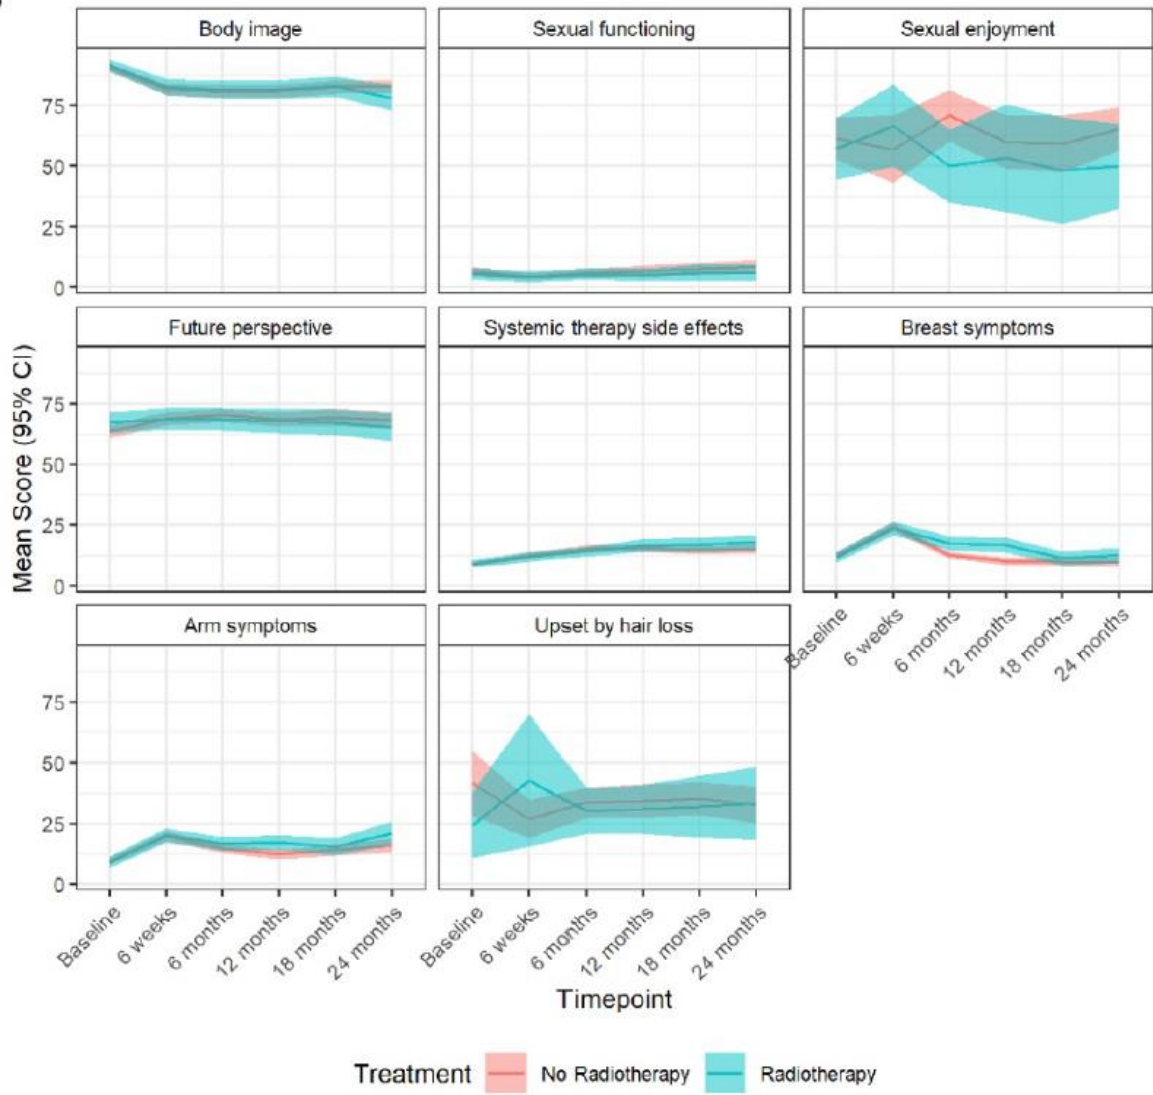 Body image
Sexual functioning
Sexual enjoyment
75
50
25
0
Future perspective
Systemic therapy side effects
Breast symptoms
Mean Score (95% CI)
75
50
25
0
Baseline
6 weeks
6 months
12 months
18 months
24 months
Arm symptoms
Upset by hair loss
75
50
25
0
Baseline
6 weeks
6 months
12 months
18 months
24 months
Baseline
6 weeks
6 months
12 months
18 months
24 months
Timepoint
Treatment No Radiotherapy Radiotherapy